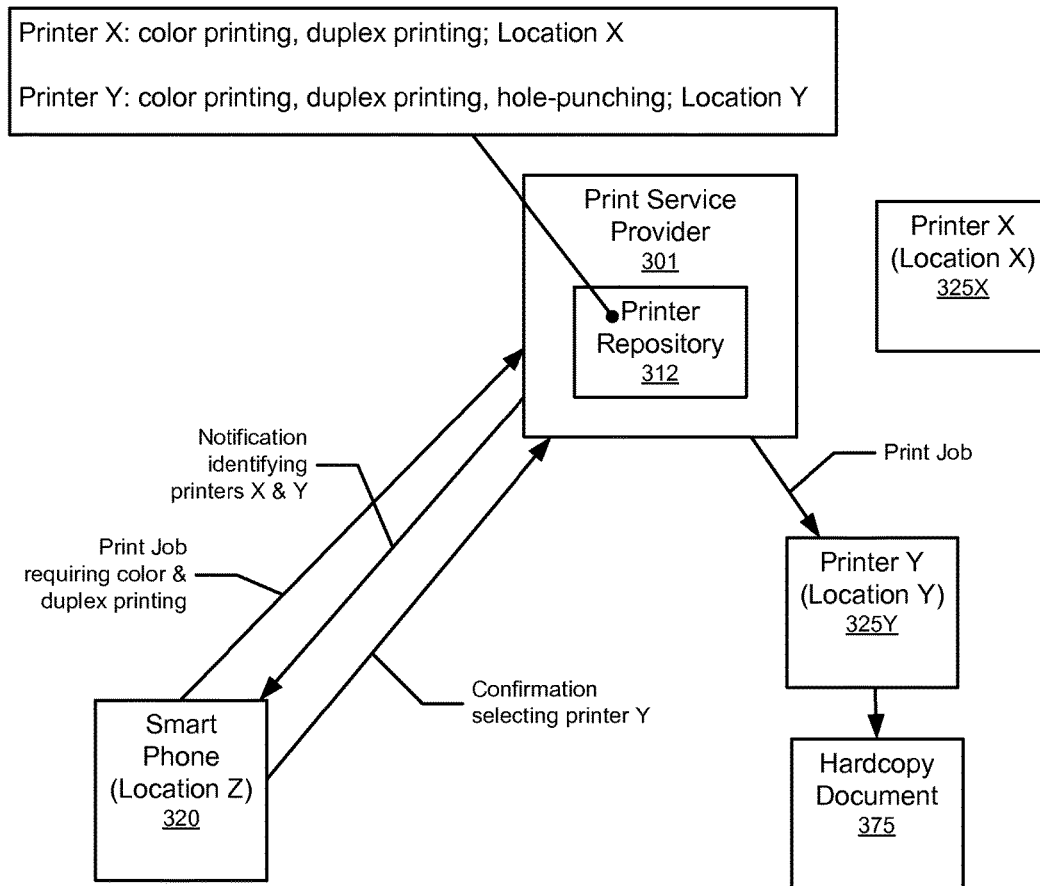 Printer X: color printing, duplex printing; Location X
Printer Y: color printing, duplex printing, hole-punching; Location Y
Print Service
Provider
301
Printer
Repository
312
Printer X
(Location X)
325X
Notification
identifying
printers X & Y
Print Job
Print Job
requiring color &
duplex printing
Printer Y
(Location Y)
325Y
Confirmation
selecting printer Y
Smart
Phone
(Location Z)
320
Hardcopy
Document
375